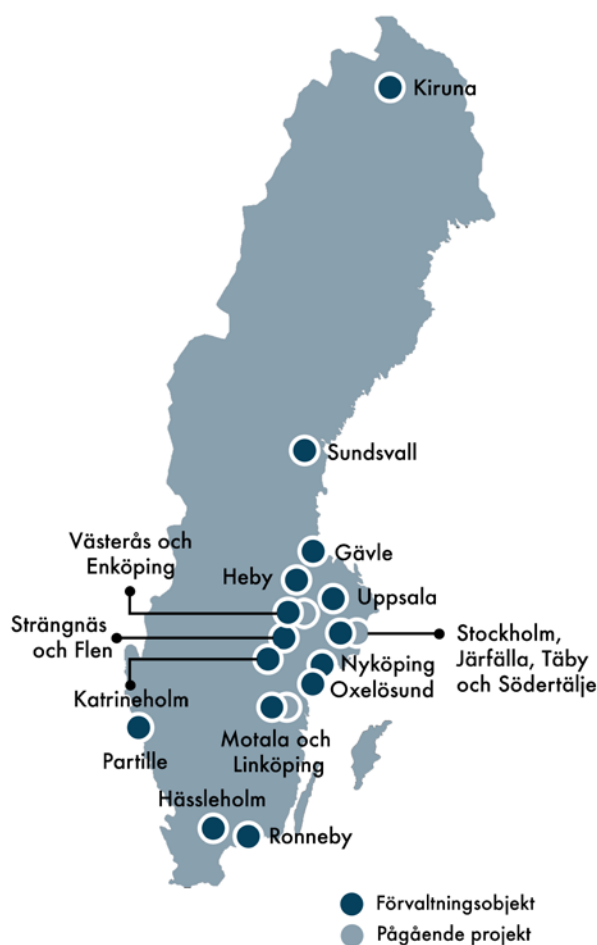 Kiruna
Sundsvall
Gävle
Västerås och
Enköping
Heby
Uppsala
Strängnäs
och Flen
Stockholm,
Järfälla, Täby
och Södertälje
Nyköping
Oxelösund
Katrineholm
Partille
Motala och
Linköping
Hässleholm
Ronneby
Förvaltningsobjekt
Pågående projekt